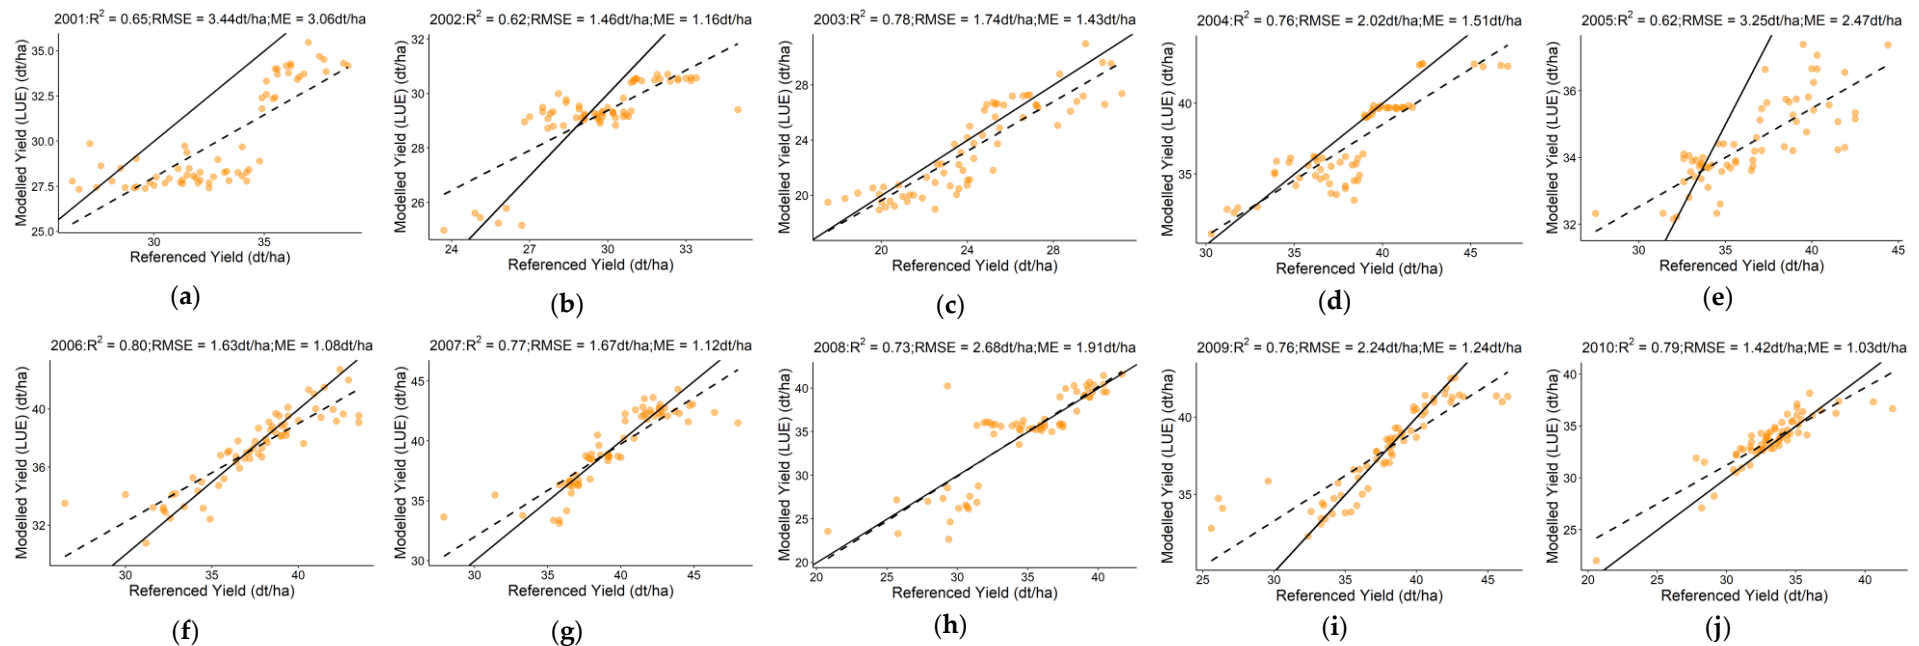 2001:R² = 0.65;RMSE = 3.44dt/ha;ME = 3.06dt/ha
Modelled Yield (LUE) (dt/ha)
35.0
32.5
30.0
27.5
25.0
30 35
Referenced Yield (dt/ha)
(a)
2002:R² = 0.62;RMSE = 1.46dt/ha;ME = 1.16dt/ha
Modelled Yield (LUE) (dt/ha)
32
30
28
26
24 27 30 33
Referenced Yield (dt/ha)
(b)
2003:R² = 0.78;RMSE = 1.74dt/ha;ME = 1.43dt/ha
Modelled Yield (LUE) (dt/ha)
28
24
20
20 24 28
Referenced Yield (dt/ha)
(c)
2004:R² = 0.76;RMSE = 2.02dt/ha;ME = 1.51dt/ha
Modelled Yield (LUE) (dt/ha)
40
35
30 35 40 45
Referenced Yield (dt/ha)
(d)
2005:R² = 0.62;RMSE = 3.25dt/ha;ME = 2.47dt/ha
Modelled Yield (LUE) (dt/ha)
36
34
32
30 35 40 45
Referenced Yield (dt/ha)
(e)
2006:R² = 0.80;RMSE = 1.63dt/ha;ME = 1.08dt/ha
Modelled Yield (LUE) (dt/ha)
40
36
32
30 35 40
Referenced Yield (dt/ha)
(f)
2007:R² = 0.77;RMSE = 1.67dt/ha;ME = 1.12dt/ha
Modelled Yield (LUE) (dt/ha)
45
40
35
30
30 35 40 45
Referenced Yield (dt/ha)
(g)
2008:R² = 0.73;RMSE = 2.68dt/ha;ME = 1.91dt/ha
Modelled Yield (LUE) (dt/ha)
40
35
30
25
20
20 25 30 35 40
Referenced Yield (dt/ha)
(h)
2009:R² = 0.76;RMSE = 2.24dt/ha;ME = 1.24dt/ha
Modelled Yield (LUE) (dt/ha)
40
35
25 30 35 40 45
Referenced Yield (dt/ha)
(i)
2010:R² = 0.79;RMSE = 1.42dt/ha;ME = 1.03dt/ha
Modelled Yield (LUE) (dt/ha)
40
35
30
25
20 25 30 35 40
Referenced Yield (dt/ha)
(j)